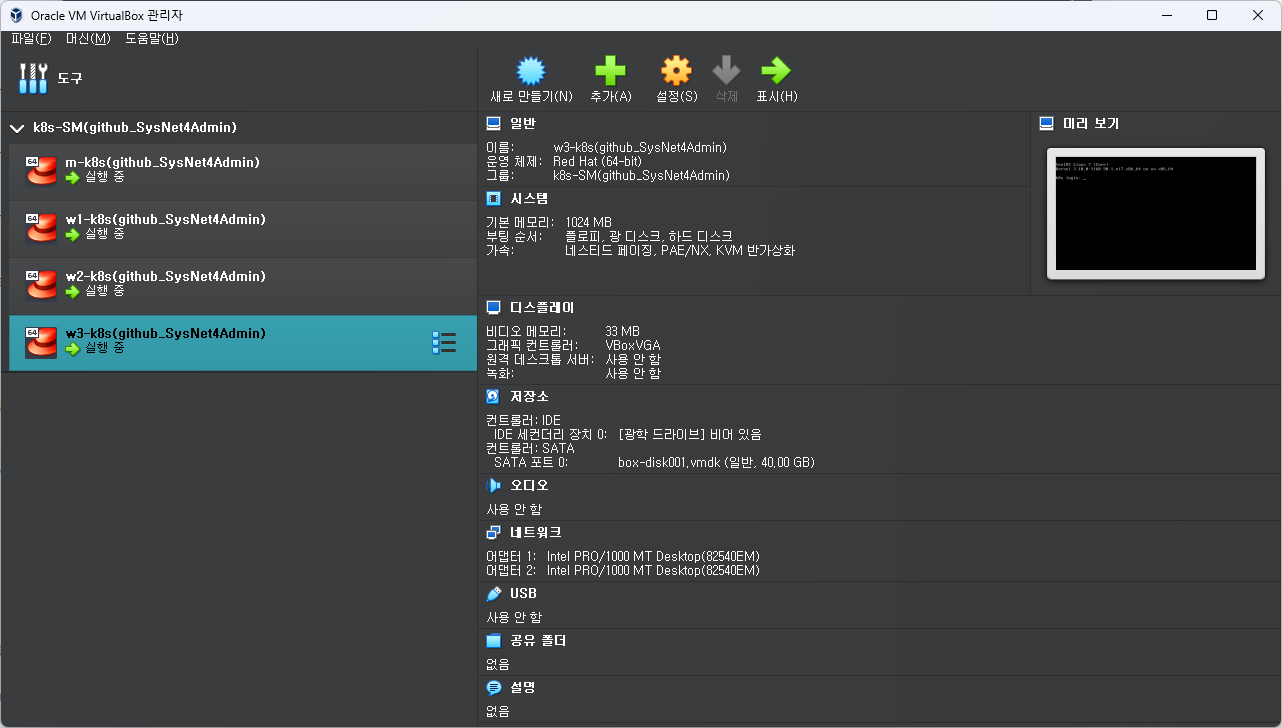 Oracle VM VirtualBox 관리자
파일(F) 머신(M) 도움말(H)
도구
새로 만들기(N) 추가(A) 설정(S) 삭제 표시(H)
k8s-SM(github_SysNet4Admin)
64 m-k8s(github_SysNet4Admin)
실행 중
64 w1-k8s(github_SysNet4Admin)
실행 중
64 w2-k8s(github_SysNet4Admin)
실행 중
64 w3-k8s(github_SysNet4Admin)
실행 중
일반
이름: w3-k8s(github_SysNet4Admin)
운영 체제: Red Hat (64-bit)
그룹: k8s-SM(github_SysNet4Admin)
시스템
기본 메모리: 1024 MB
부팅 순서: 플로피, 광 디스크, 하드 디스크
가속: 네스티드 페이징, PAE/NX, KVM 반가상화
미리 보기
CentOS Linux 7 (Core)
디스플레이
비디오 메모리: 33 MB
그래픽 컨트롤러: VBoxVGA
원격 데스크톱 서버: 사용 안 함
녹화: 사용 안 함
저장소
컨트롤러: IDE
IDE 세컨더리 장치 0: [광학 드라이브] 비어 있음
컨트롤러: SATA
SATA 포트 0: box-disk001.vmdk (일반, 40.00 GB)
오디오
사용 안 함
네트워크
어댑터 1: Intel PRO/1000 MT Desktop(82540EM)
어댑터 2: Intel PRO/1000 MT Desktop(82540EM)
USB
사용 안 함
공유 폴더
없음
설명
없음